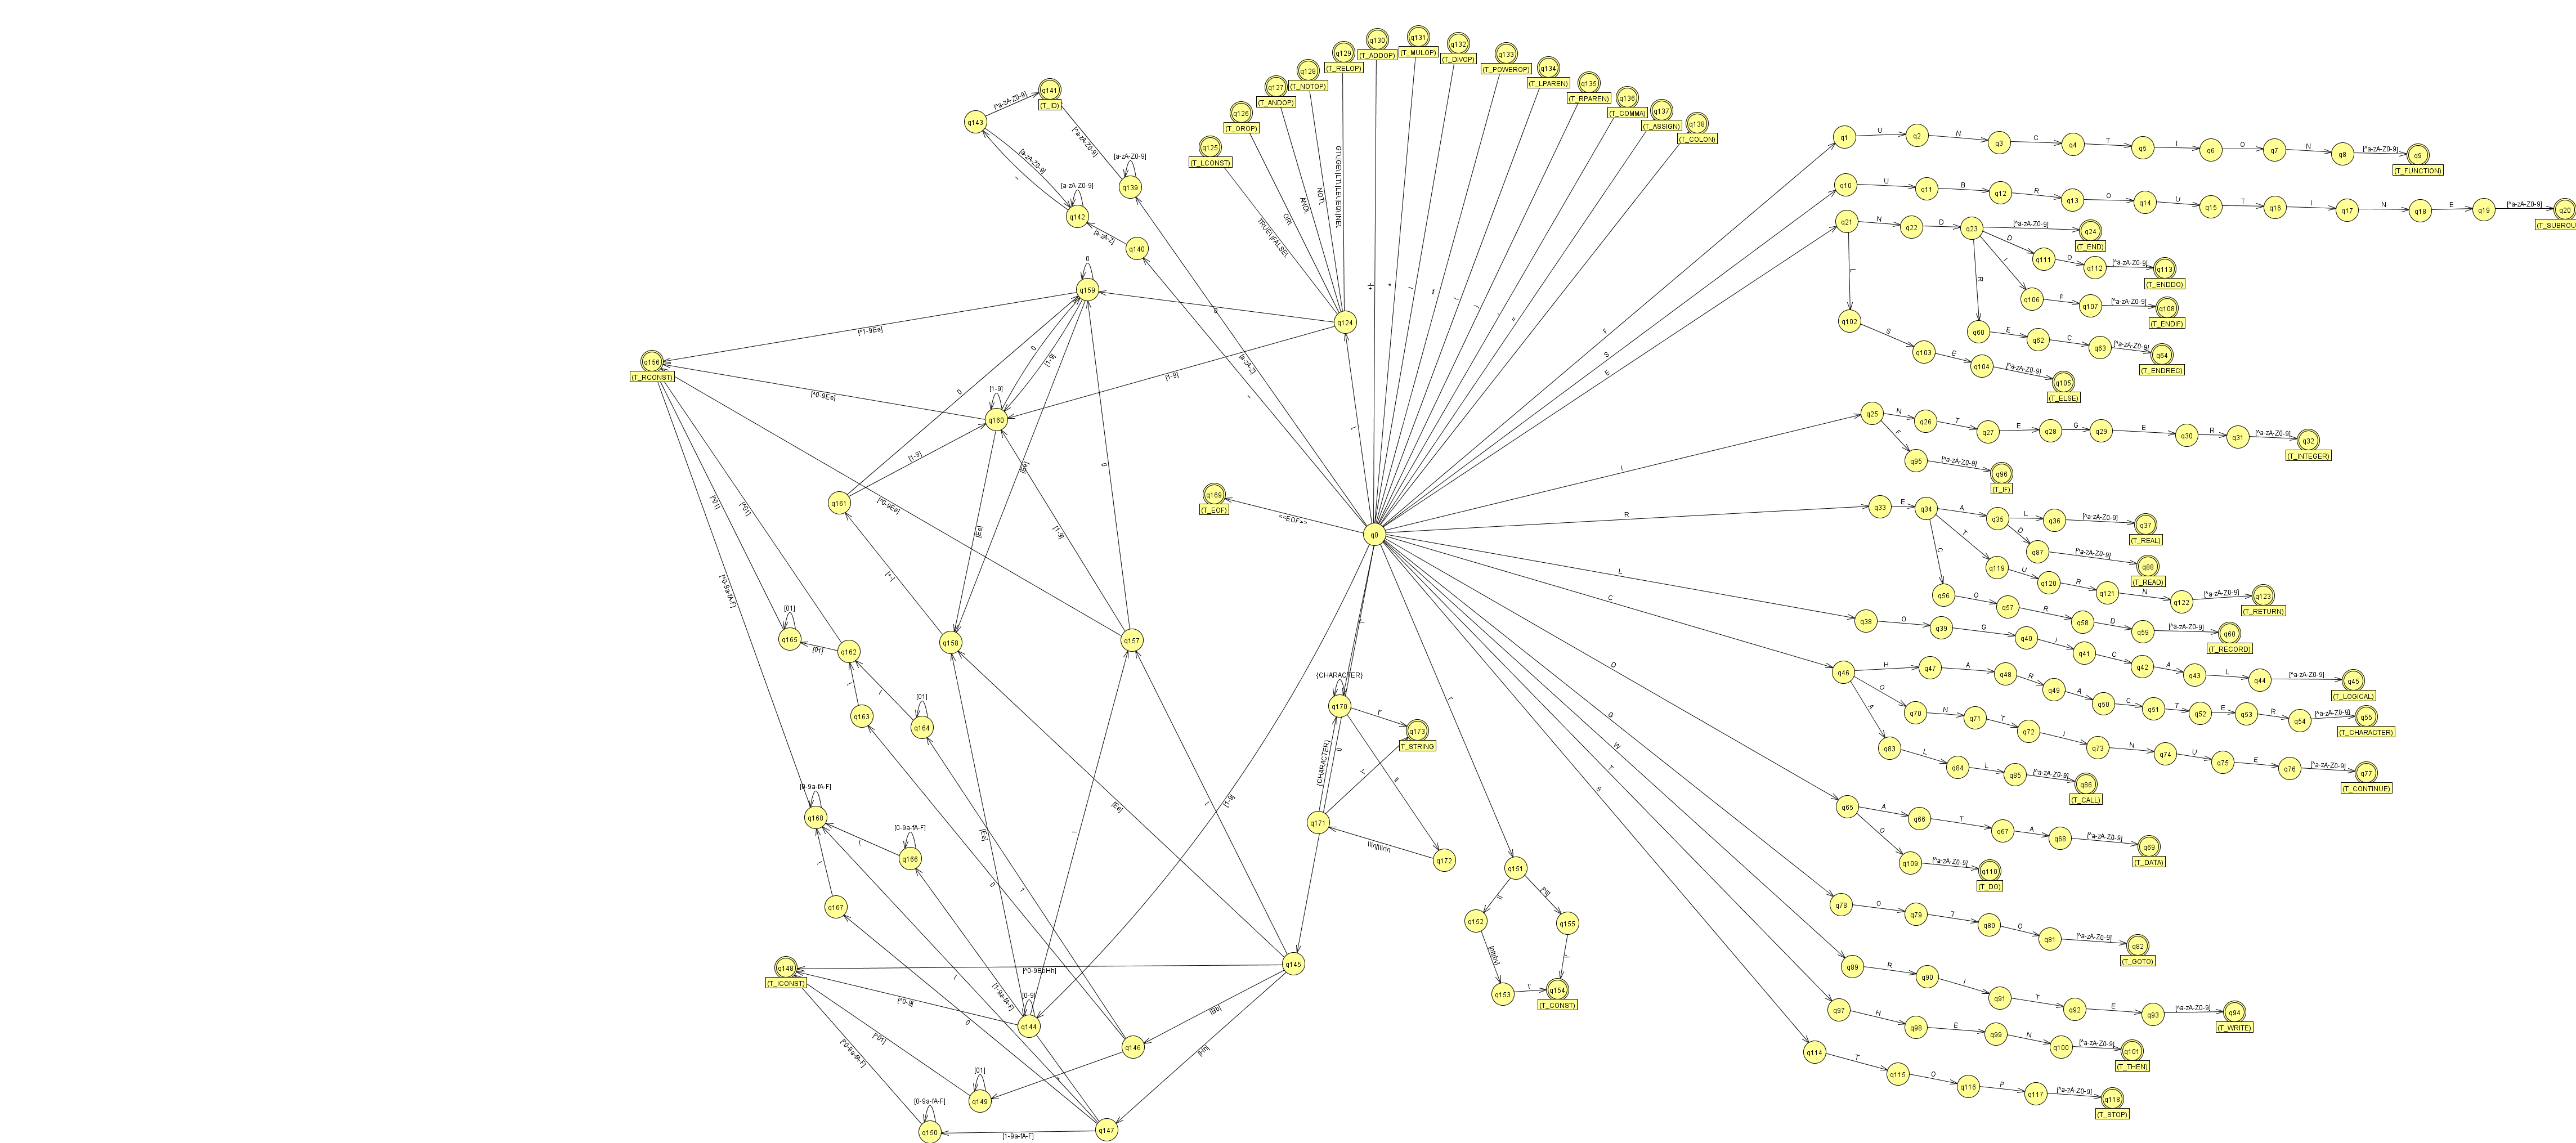 q130
(T_ADDOP)
q131
(T_MULOP)
q132
(T_DIVOP)
q129
(T_RELOP)
q133
(T_POWEROP)
q128
(T_NOTOP)
q134
(T_LPAREN)
q127
(T_ANDOP)
q135
(T_RPAREN)
q126
(T_OROP)
q136
(T_COMMA)
q137
(T_ASSIGN)
q138
(T_COLON)
q125
(T_LCONST)
q141
(T_ID)
q143
[^a-zA-Z0-9]
[^a-zA-Z0-9]
[a-zA-Z0-9]
[a-zA-Z0-9]
q139
[a-zA-Z0-9]
q142
[a-zA-Z]
q140
[a-zA-Z]
0
q159
q124
0
[1-9]
[^1-9Ee]
q156
(T_RCONST)
[^0-9Ee]
0
[1-9]
[1-9]
q160
[1-9]
q161
[Ee]
[Ee]
0
[1-9]
[^0-9Ee]
q169
(T_EOF)
<<EOF>>
q0
[^01]
[^01]
[^0-9a-fA-F]
[01]
q165
[01]
q162
q158
q157
q163
[01]
q164
[0-9a-fA-F]
q168
[0-9a-fA-F]
q166
q167
[Ee]
[Ee]
[1-9]
0
1
(CHARACTER)
q170
q173
T_STRING
(CHARACTER)
0
q171
q172
q151
q152
q155
q153
q154
(T_CONST)
q145
q148
(T_ICONST)
[^0-9BbHh]
[^0-9]
[0-9]
q144
[1-9a-fA-F]
0
[Bb]
[Hh]
q146
[^01]
[^0-9a-fA-F]
[01]
q149
[0-9a-fA-F]
q150
[1-9a-fA-F]
q147
F
q1 U q2 N q3 C q4 T q5 I q6 O q7 N q8 [^a-zA-Z0-9] q9
(T_FUNCTION)
S
q10 U q11 B q12 R q13 O q14 U q15 T q16 I q17 N q18 E q19 [^a-zA-Z0-9] q20
(T_SUBROU
E
q21 N q22 D q23 [^a-zA-Z0-9] q24
(T_END)
D q111 O q112 [^a-zA-Z0-9] q113
(T_ENDDO)
I q106 F q107 [^a-zA-Z0-9] q108
(T_ENDIF)
R q60 E q62 C q63 [^a-zA-Z0-9] q64
(T_ENDREC)
L q102 S q103 E q104 [^a-zA-Z0-9] q105
(T_ELSE)
I
q25 N q26 T q27 E q28 G q29 E q30 R q31 [^a-zA-Z0-9] q32
(T_INTEGER)
F q95 [^a-zA-Z0-9] q96
(T_IF)
R
q33 E q34 A q35 L q36 [^a-zA-Z0-9] q37
(T_REAL)
D q87 [^a-zA-Z0-9] q88
(T_READ)
T q119 U q120 R q121 N q122 [^a-zA-Z0-9] q123
(T_RETURN)
C q56 O q57 R q58 D q59 [^a-zA-Z0-9] q60
(T_RECORD)
L
q38 O q39 G q40 I q41 C q42 A q43 L q44 [^a-zA-Z0-9] q45
(T_LOGICAL)
C
q46 H q47 A q48 R q49 A q50 C q51 T q52 E q53 R q54 [^a-zA-Z0-9] q55
(T_CHARACTER)
O q70 N q71 T q72 I q73 N q74 U q75 E q76 [^a-zA-Z0-9] q77
(T_CONTINUE)
A q83 L q84 L q85 [^a-zA-Z0-9] q86
(T_CALL)
D
q65 A q66 T q67 A q68 [^a-zA-Z0-9] q69
(T_DATA)
O q109 [^a-zA-Z0-9] q110
(T_DO)
G
q78 O q79 T q80 O q81 [^a-zA-Z0-9] q82
(T_GOTO)
W
q89 R q90 I q91 T q92 E q93 [^a-zA-Z0-9] q94
(T_WRITE)
T
q97 H q98 E q99 N q100 [^a-zA-Z0-9] q101
(T_THEN)
S
q114 T q115 O q116 P q117 [^a-zA-Z0-9] q118
(T_STOP)